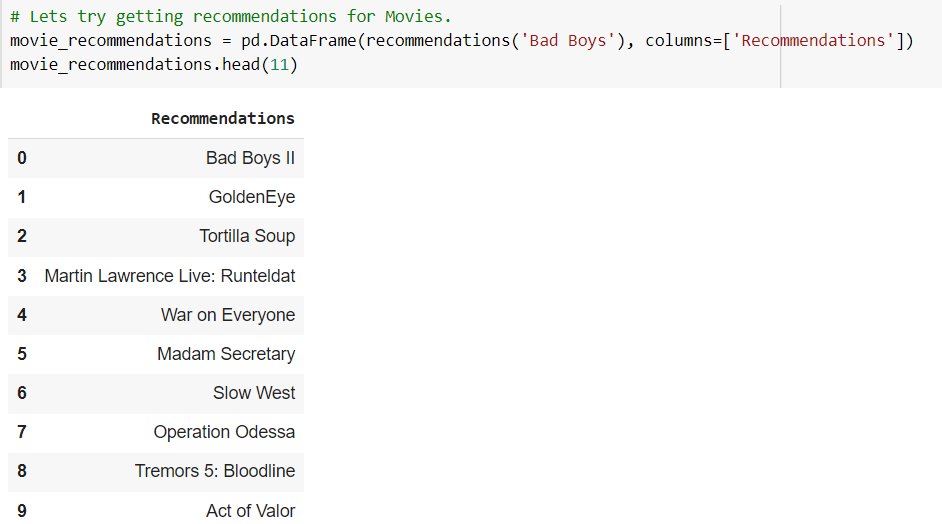 # Lets try getting recommendations for Movies.
movie_recommendations = pd.DataFrame(recommendations('Bad Boys'), columns=['Recommendations'])
movie_recommendations.head(11)
Recommendations
0 Bad Boys II
1 GoldenEye
2 Tortilla Soup
3 Martin Lawrence Live: Runteldat
4 War on Everyone
5 Madam Secretary
6 Slow West
7 Operation Odessa
8 Tremors 5: Bloodline
9 Act of Valor